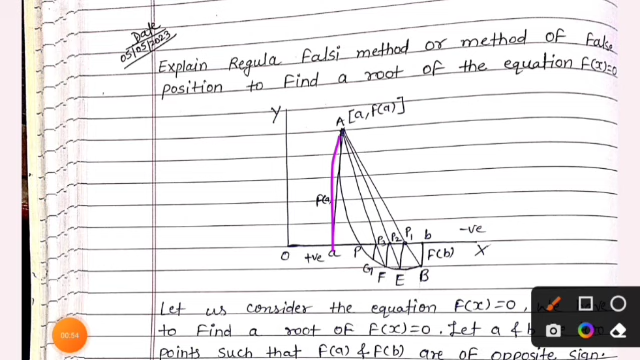 Date
05/05/2023
Explain Regula Falsi method or method of False
position to find a root of the equation F(x)=0
Y
A [a, F(a)]
F(a)
O +ve a P P3 P2 P1 b -ve
X
F(b)
G F E B
Let us consider the equation F(x)=0,
to find a root of F(x)=0. Let a & b
points such that F(a) & F(b) are of opposite sign.
00:54